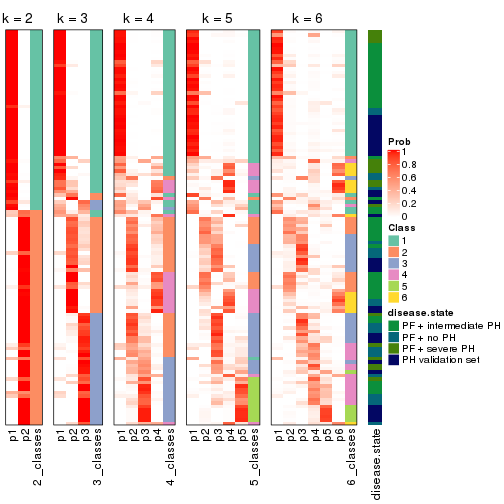 k = 2 k = 3 k = 4 k = 5 k = 6
Prob
1
0.8
0.6
0.4
0.2
0
Class
1
2
3
4
5
6
disease.state
PF+ intermediate PH
PF+ no PH
PF+ severe PH
PH validation set
p1 p2 2_classes p1 p2 p3 3_classes p1 p2 p3 p4 4_classes p1 p2 p3 p4 p5 5_classes p1 p2 p3 p4 p5 p6 6_classes disease.state